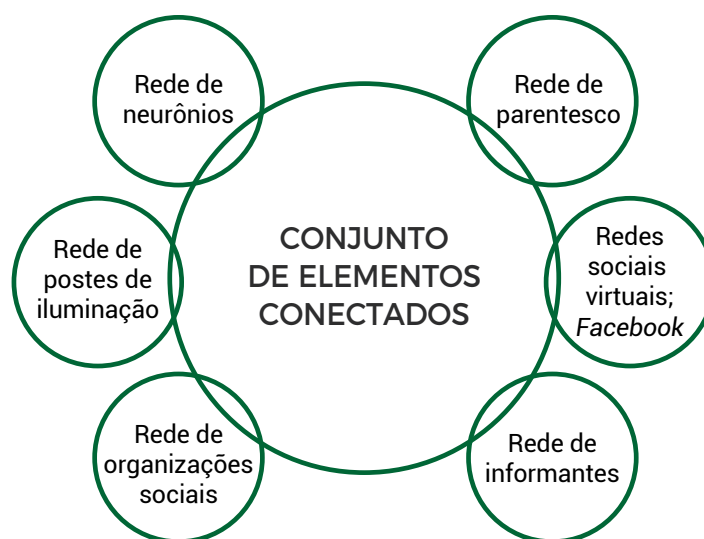 Rede de
neurônios
Rede de
parentesco
CONJUNTO
DE ELEMENTOS
CONECTADOS
Rede de
postes de
iluminação
Redes
sociais
virtuais;
Facebook
Rede de
organizações
sociais
Rede de
informantes